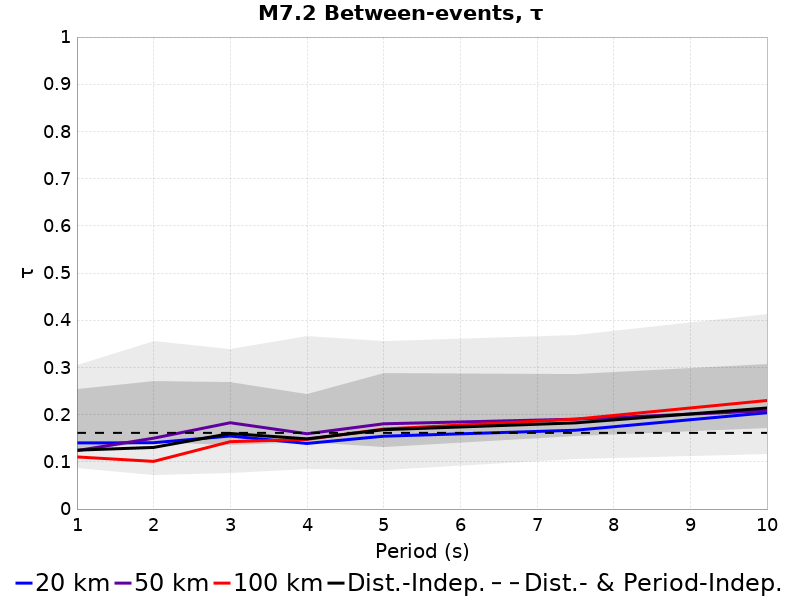 M7.2 Between-events, τ
1
0.9
0.8
0.7
0.6
0.5
0.4
0.3
0.2
0.1
0
τ
1 2 3 4 5 6 7 8 9 10
Period (s)
20 km 50 km 100 km Dist.-Indep. Dist.- & Period-Indep.